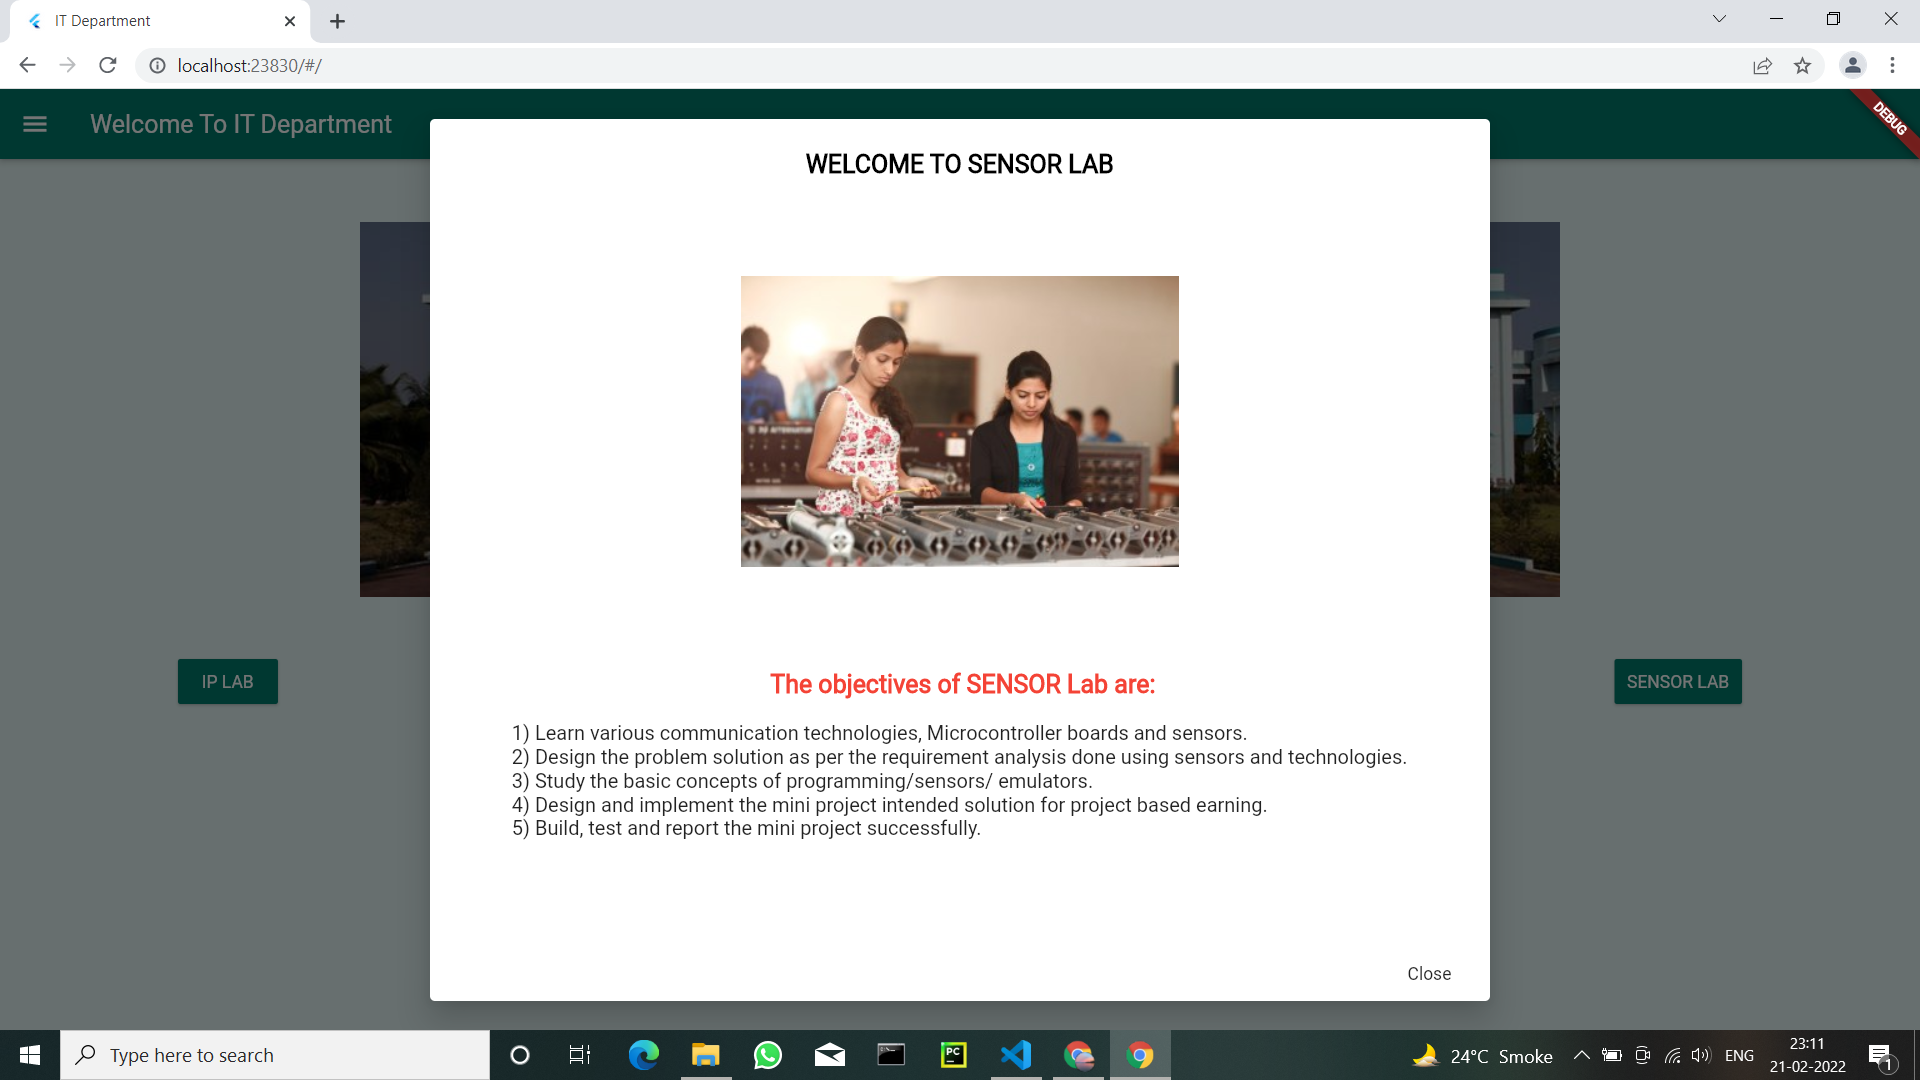 IT Department
localhost:23830/#/
Welcome To IT Department
DEBUG
WELCOME TO SENSOR LAB
The objectives of SENSOR Lab are:
1) Learn various communication technologies, Microcontroller boards and sensors.
2) Design the problem solution as per the requirement analysis done using sensors and technologies.
3) Study the basic concepts of programming/sensors/ emulators.
4) Design and implement the mini project intended solution for project based earning.
5) Build, test and report the mini project successfully.
IP LAB
SENSOR LAB
Close
Type here to search
PC
24°C Smoke
ENG
23:11
21-02-2022
1